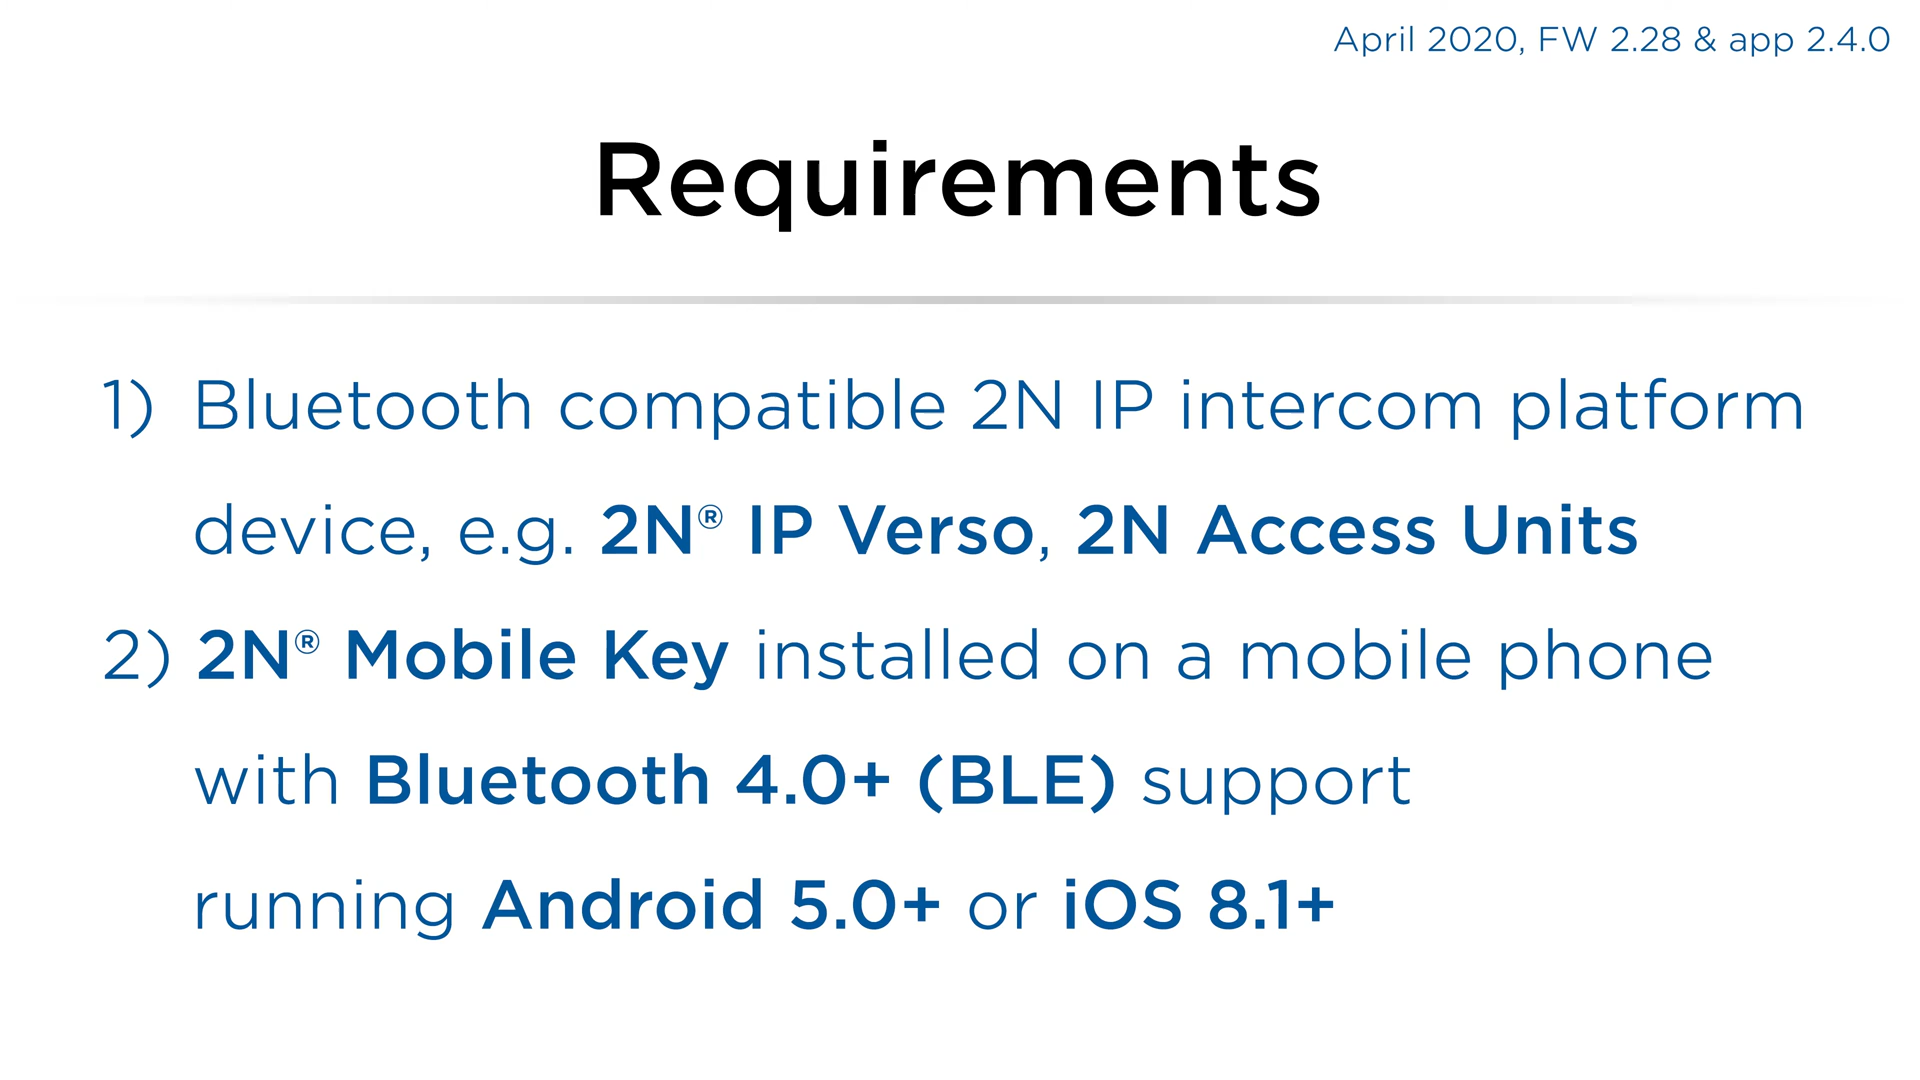 April 2020, FW 2.28 & app 2.4.0
Requirements
1) Bluetooth compatible 2N IP intercom platform
device, e.g. 2N® IP Verso, 2N Access Units
2) 2N® Mobile Key installed on a mobile phone
with Bluetooth 4.0+ (BLE) support
running Android 5.0+ or iOS 8.1+